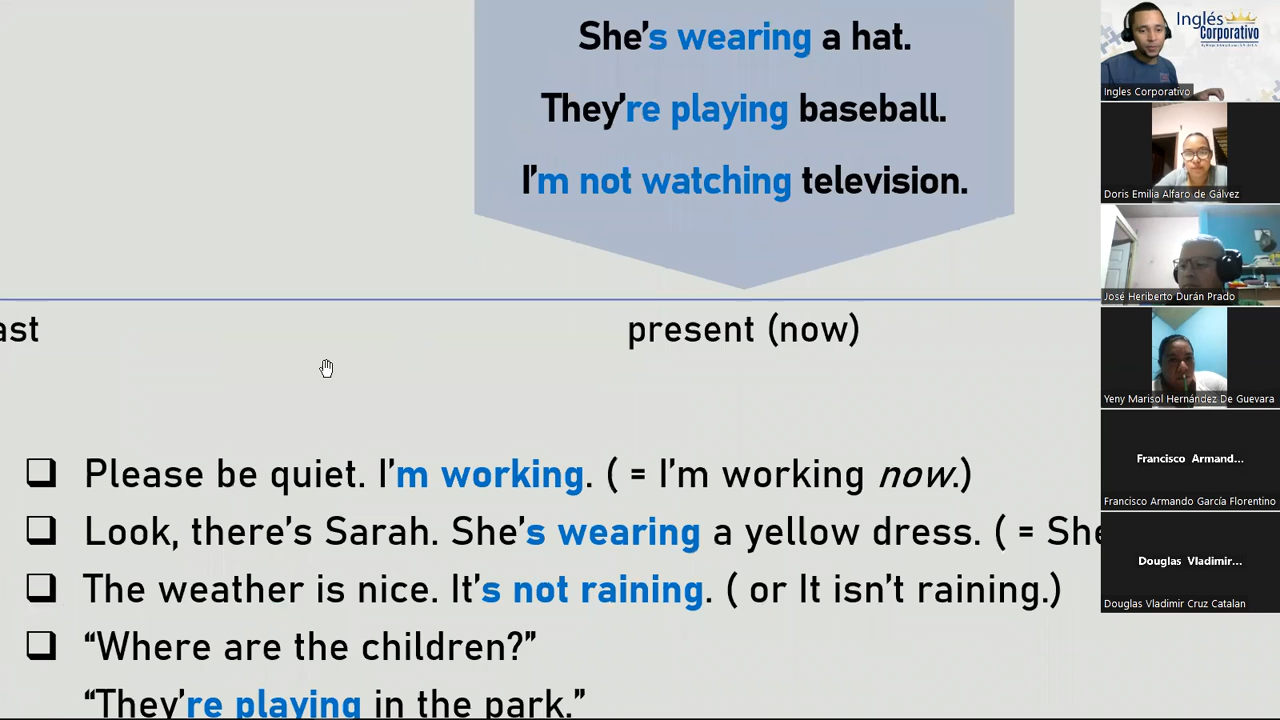 She's wearing a hat.
They're playing baseball.
I'm not watching television.
ast
present (now)
❑ Please be quiet. I'm working. ( = I'm working now.)
❑ Look, there's Sarah. She's wearing a yellow dress. ( = She
❑ The weather is nice. It's not raining. ( or It isn't raining.)
❑ “Where are the children?”
“They're playing in the park.”
Inglés
Corporativo
Ingles Corporativo
Doris Emilia Alfaro de Gálvez
José Heriberto Durán Prado
Yeny Marisol Hernández De Guevara
Francisco Armand...
Francisco Armando García Florentino
Douglas Vladimir...
Douglas Vladimir Cruz Catalan